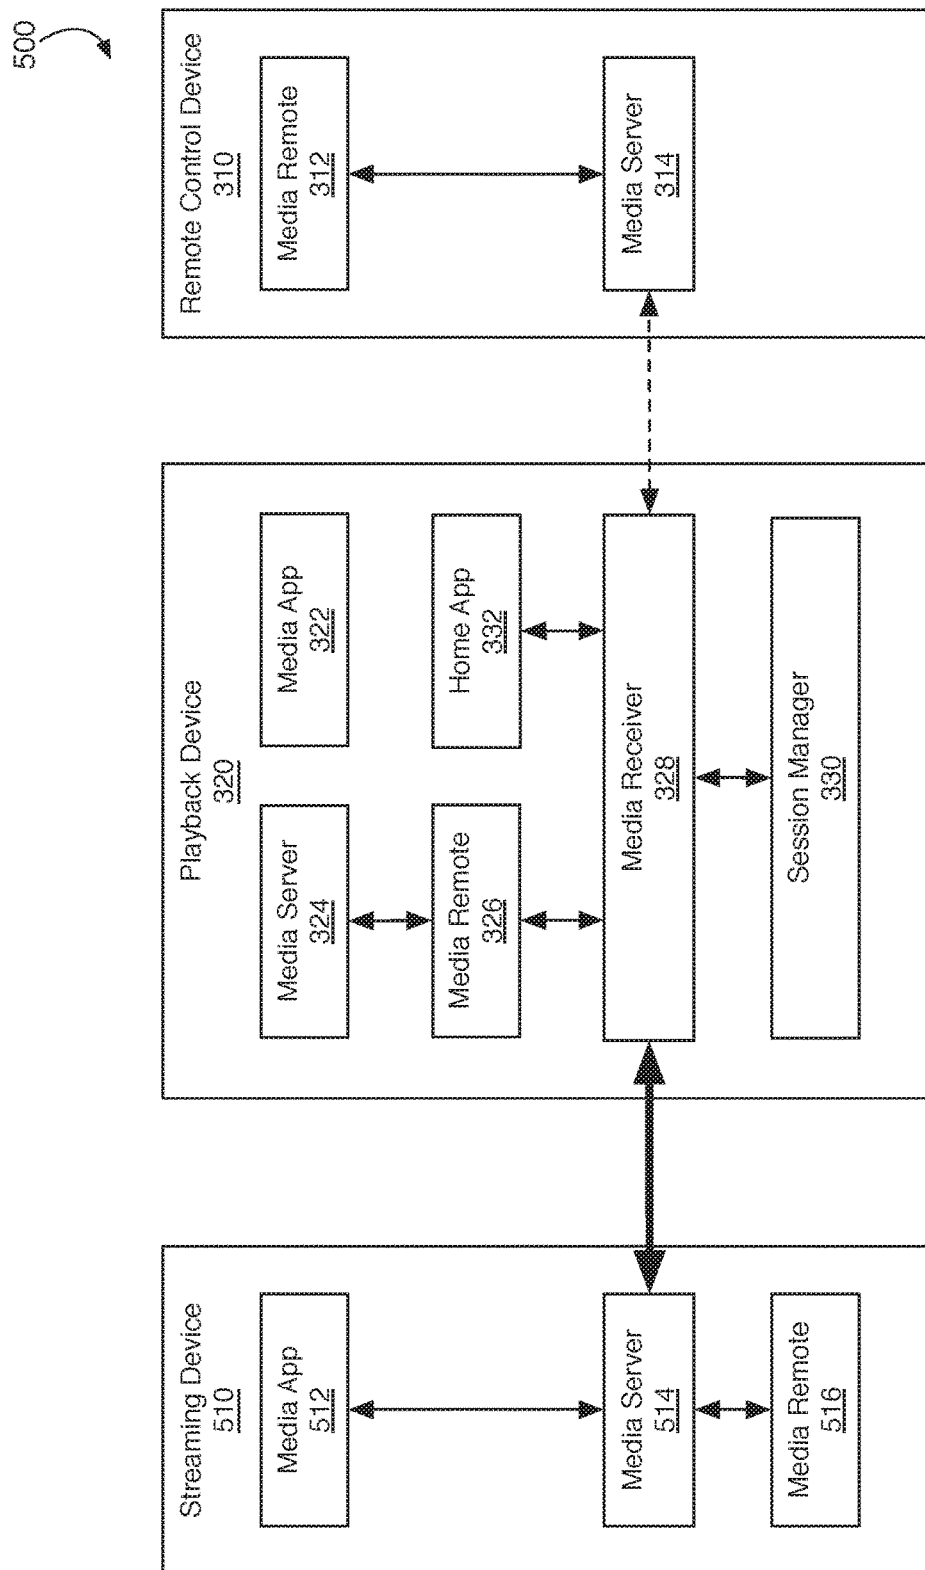 500
Streaming Device
510
Media App
512
Media Server
514
Media Remote
516
Playback Device
320
Media Server
324
Media App
322
Media Remote
326
Home App
332
Media Receiver
328
Session Manager
330
Remote Control Device
310
Media Remote
312
Media Server
314